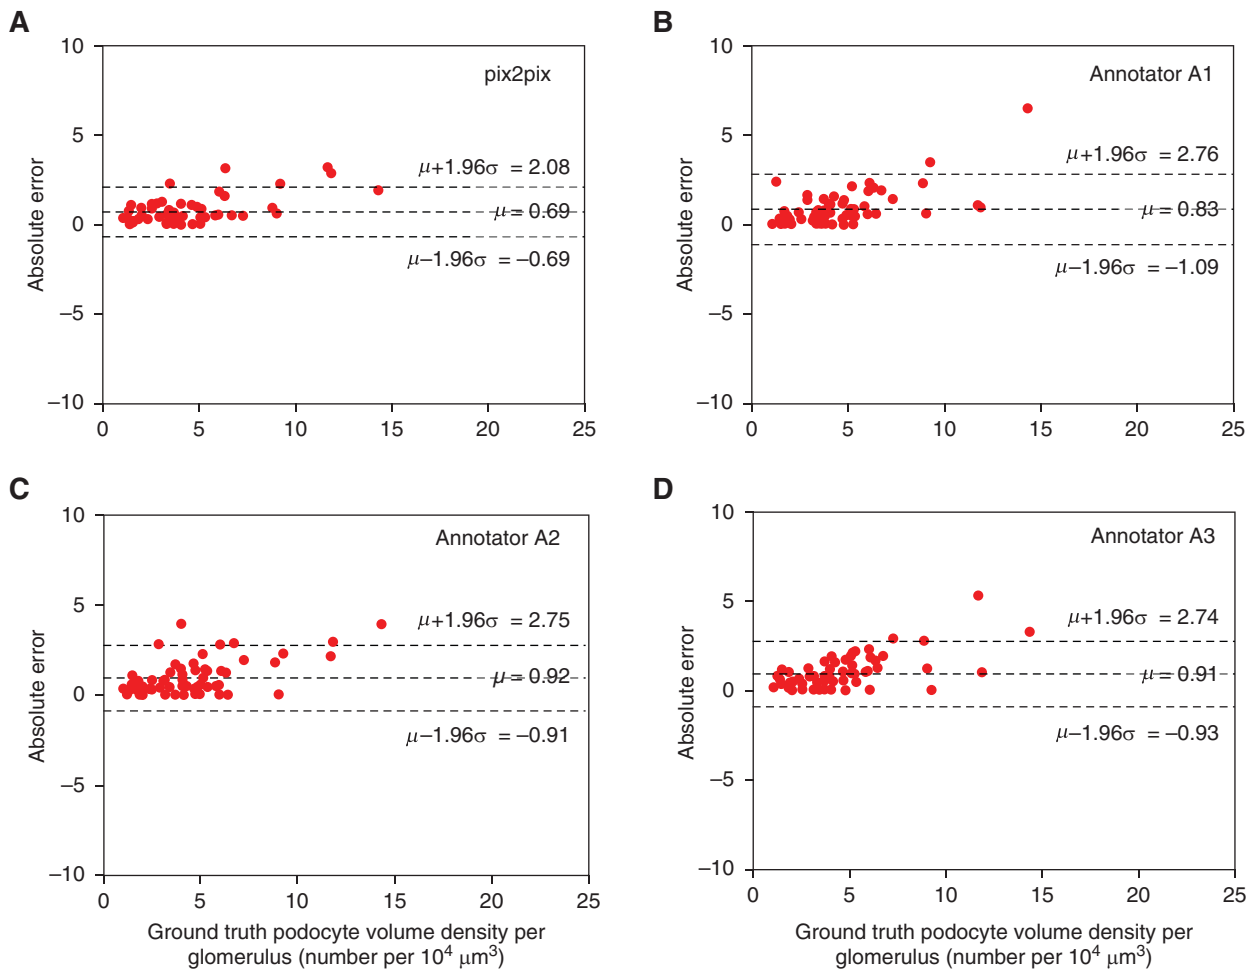 A
10
5
0
−5
−10
Absolute error
pix2pix
μ+1.96σ = 2.08
μ = 0.69
μ−1.96σ = −0.69
0 5 10 15 20 25
B
10
5
0
−5
−10
Absolute error
Annotator A1
μ+1.96σ = 2.76
μ = 0.83
μ−1.96σ = −1.09
0 5 10 15 20 25
C
10
5
0
−5
−10
Absolute error
Annotator A2
μ+1.96σ = 2.75
μ = 0.92
μ−1.96σ = −0.91
0 5 10 15 20 25
Ground truth podocyte volume density per
glomerulus (number per 10⁴ μm³)
D
10
5
0
−5
−10
Absolute error
Annotator A3
μ+1.96σ = 2.74
μ = 0.91
μ−1.96σ = −0.93
0 5 10 15 20 25
Ground truth podocyte volume density per
glomerulus (number per 10⁴ μm³)